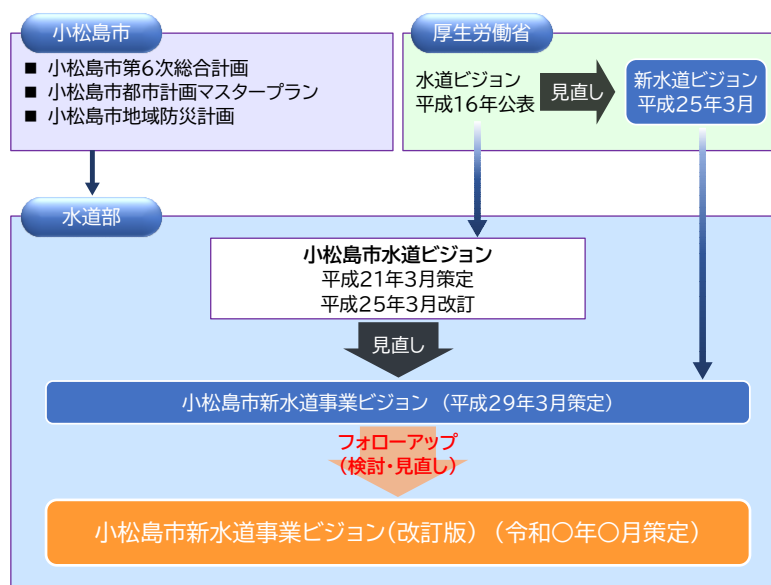 小松島市
■ 小松島市第6次総合計画
■ 小松島市都市計画マスタープラン
■ 小松島市地域防災計画
厚生労働省
水道ビジョン
平成16年公表
見直し
新水道ビジョン
平成25年3月
水道部
小松島市水道ビジョン
平成21年3月策定
平成25年3月改訂
見直し
小松島市新水道事業ビジョン (平成29年3月策定)
フォローアップ
(検討・見直し)
小松島市新水道事業ビジョン(改訂版) (令和〇年〇月策定)